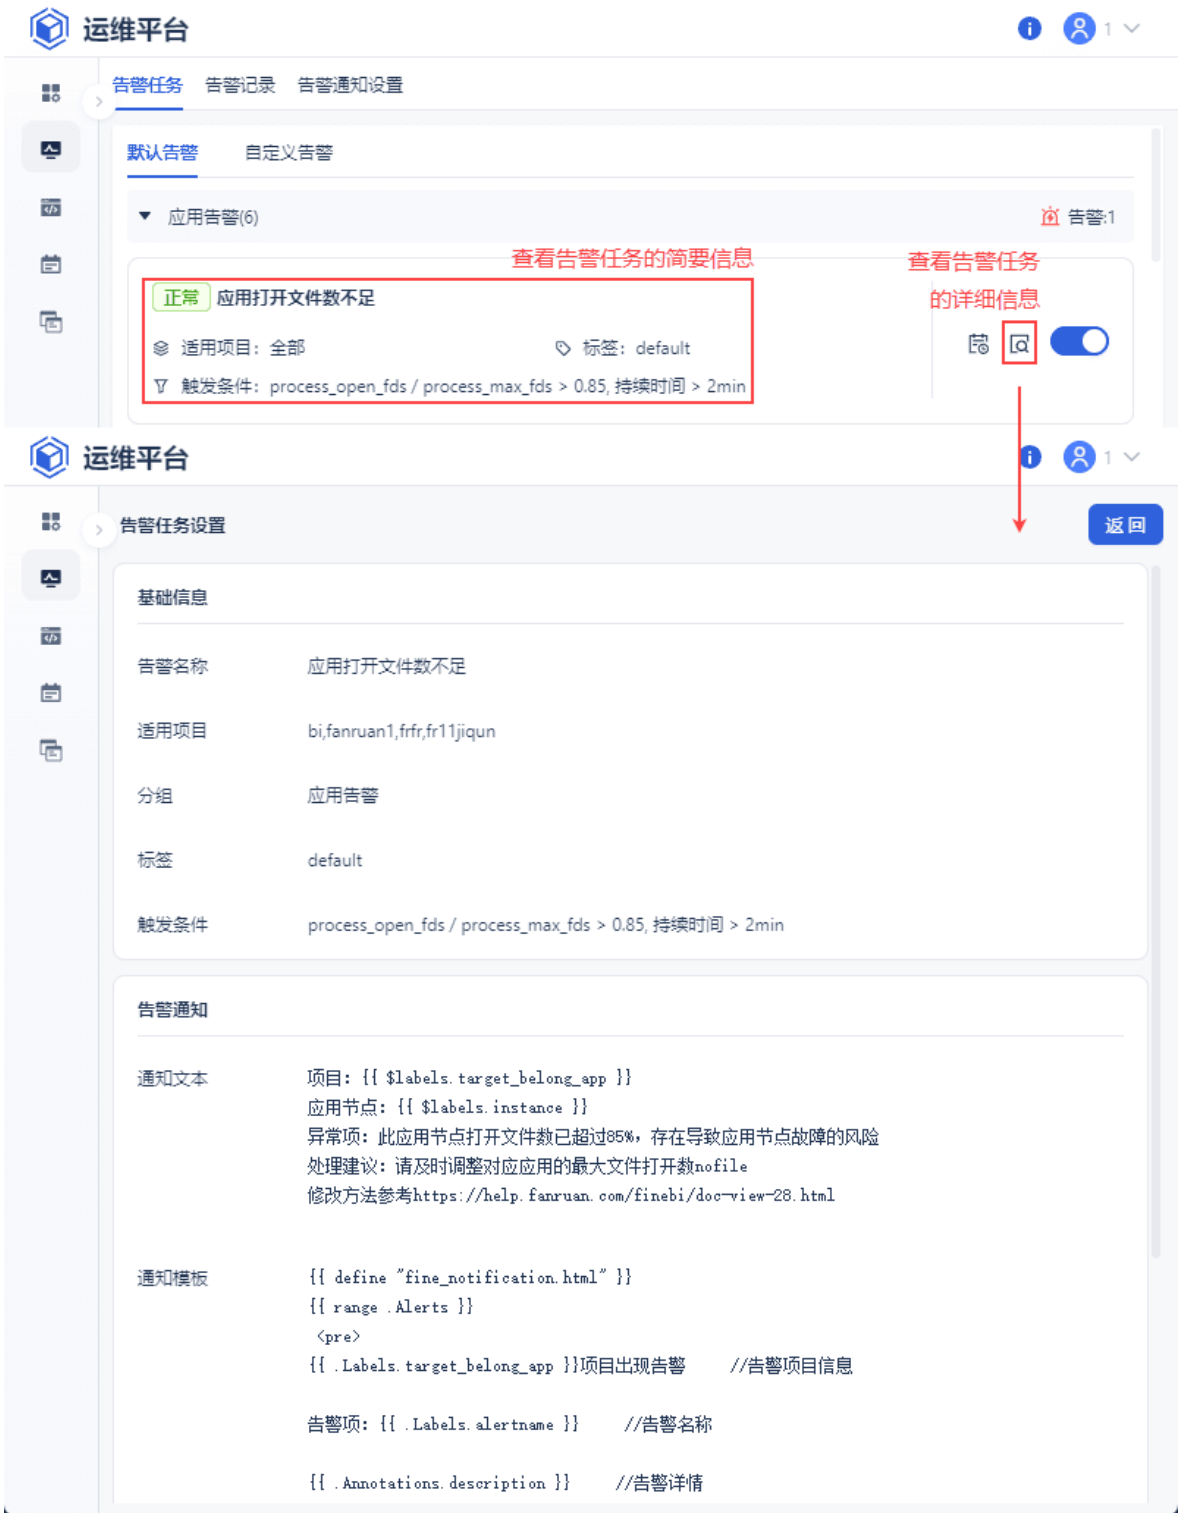 运维平台
1
告警任务 告警记录 告警通知设置
默认告警 自定义告警
应用告警(6) 告警:1
查看告警任务的简要信息
查看告警任务
的详细信息
正常 应用打开文件数不足
适用项目：全部 标签：default
触发条件：process_open_fds / process_max_fds > 0.85, 持续时间 > 2min
运维平台
1
告警任务设置 返回
基础信息
告警名称 应用打开文件数不足
适用项目 bi,fanruan1,frfr,fr11jiqun
分组 应用告警
标签 default
触发条件 process_open_fds / process_max_fds > 0.85, 持续时间 > 2min
告警通知
通知文本 项目：{{ $labels.target_belong_app }}
应用节点：{{ $labels.instance }}
异常项：此应用节点打开文件数已超过85%，存在导致应用节点故障的风险
处理建议：请及时调整对应应用的最大文件打开数nofile
修改方法参考https://help.fanruan.com/finebi/doc-view-28.html
通知模板 {{ define "fine_notification.html" }}
{{ range .Alerts }}
<pre>
{{ .Labels.target_belong_app }}项目出现告警 //告警项目信息
告警项：{{ .Labels.alertname }} //告警名称
{{ .Annotations.description }} //告警详情